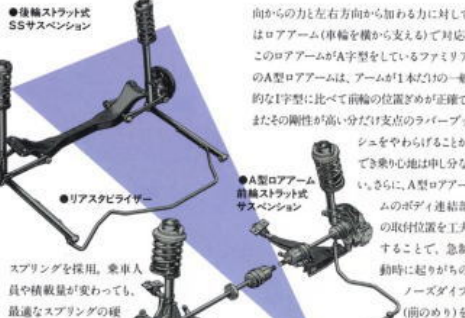 ●後輪ストラット式
SSサスペンション
●リアスタビライザー
●A型ロアアーム
前輪ストラット式
サスペンション
向からの力と左右方向から加わる力に対して
はロアアーム(車輪を横から支える)で対応
このロアアームがA字型をしているファミリア
のA型ロアアームは、アームが1本だけの一般
的なI字型に比べて前輪の位置ぎめが正確で
またその剛性が高い分だけ支点のラバーブッ
シュをやわらげることが
でき乗り心地は申し分な
い。さらに、A型ロアアー
ムのボディ連結部
の取付位置を工夫
することで、急制
動時に起りがちの
ノーズダイブ
(前のめり)を
スプリングを採用。乗車人
員や積載量が変わっても、
最適なスプリングの硬